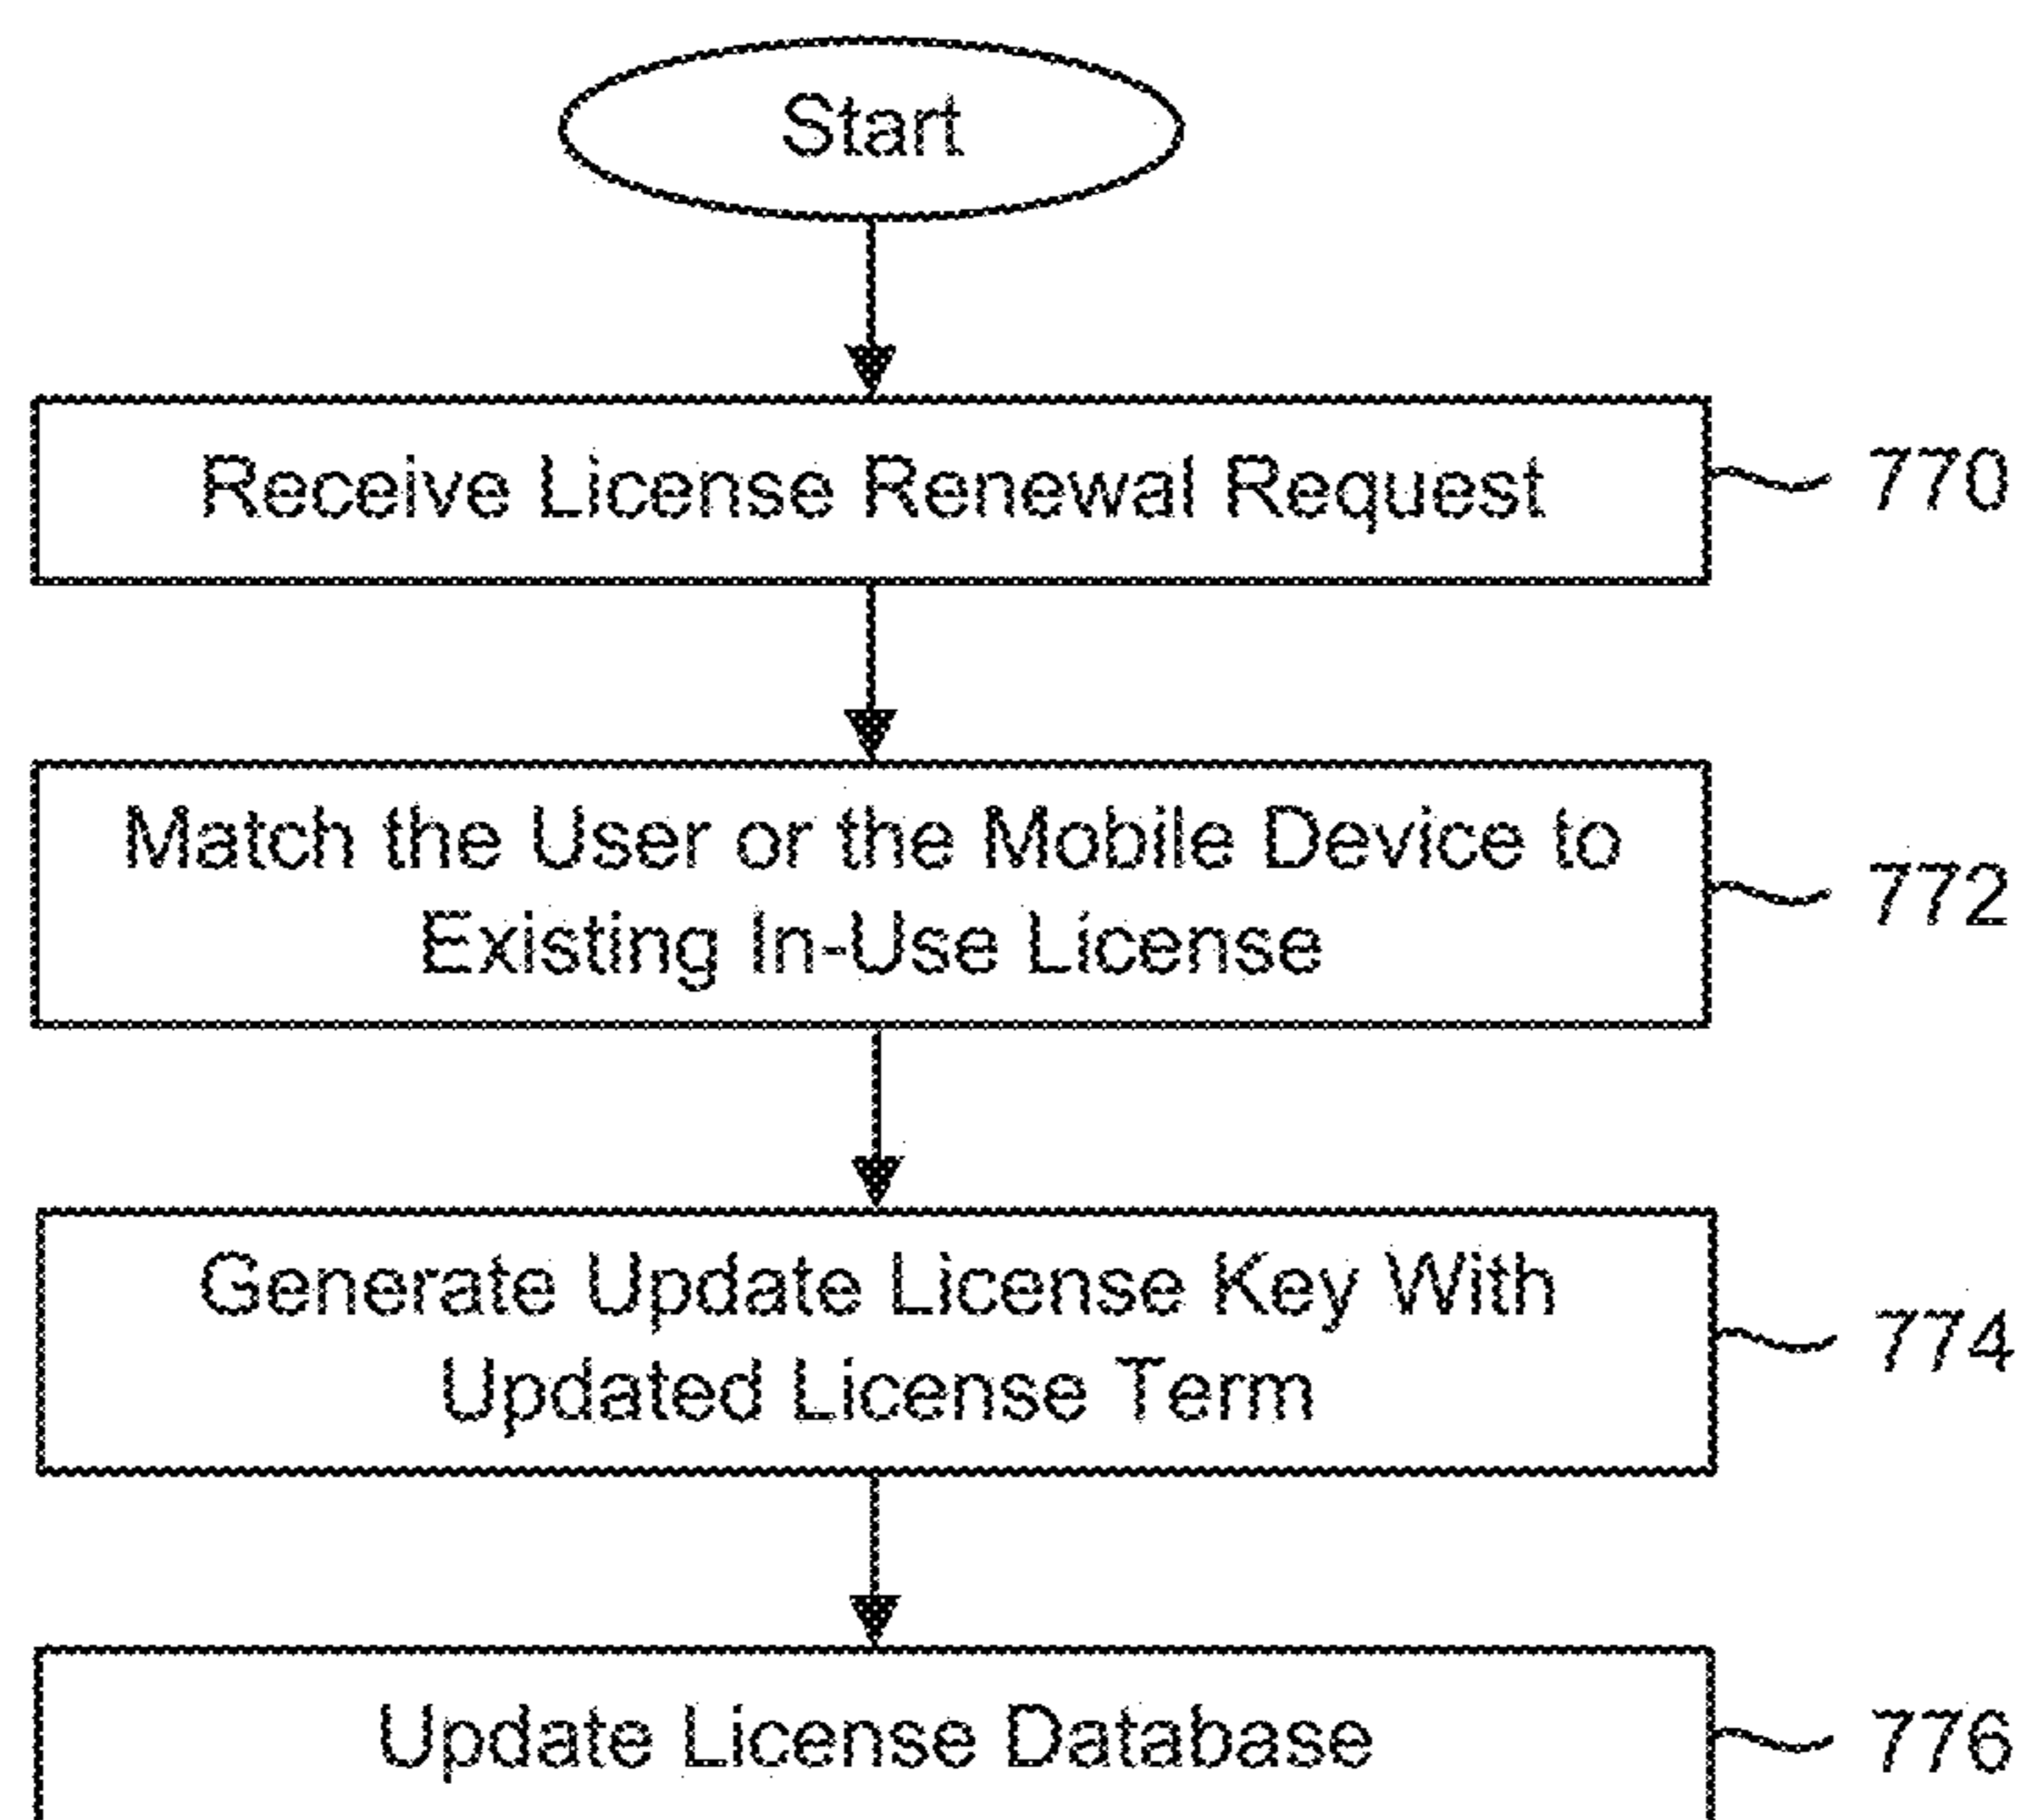 Start
Receive License Renewal Request
770
Match the User or the Mobile Device to
Existing In-Use License
772
Generate Update License Key With
Updated License Term
774
Update License Database
776